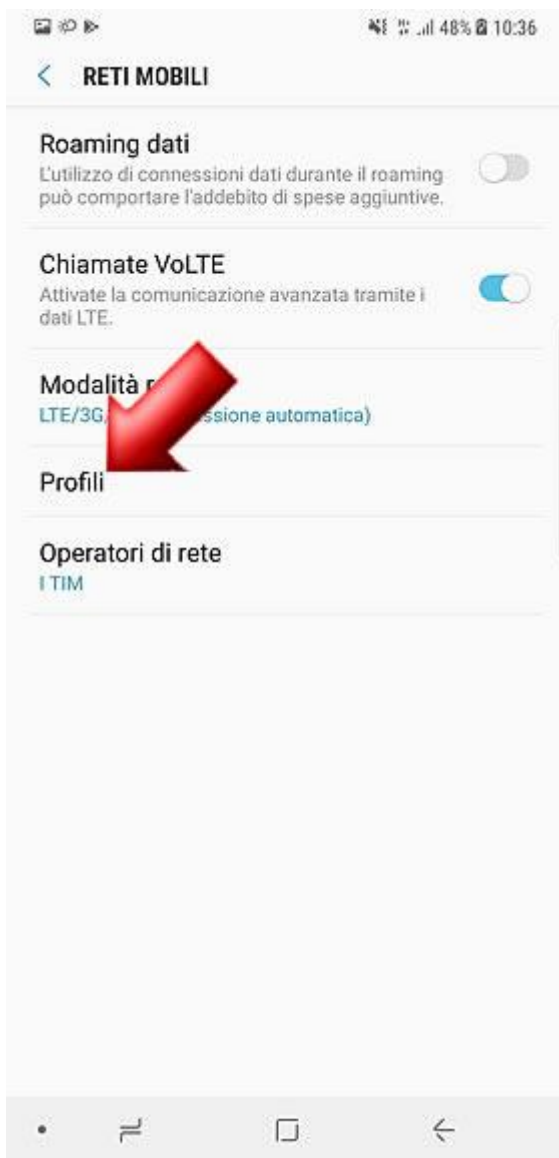 48% 10:36
RETI MOBILI
Roaming dati
L'utilizzo di connessioni dati durante il roaming
può comportare l'addebito di spese aggiuntive.
Chiamate VoLTE
Attivate la comunicazione avanzata tramite i
dati LTE.
Modalità
LTE/3G/ automatica)
Profili
Operatori di rete
I TIM